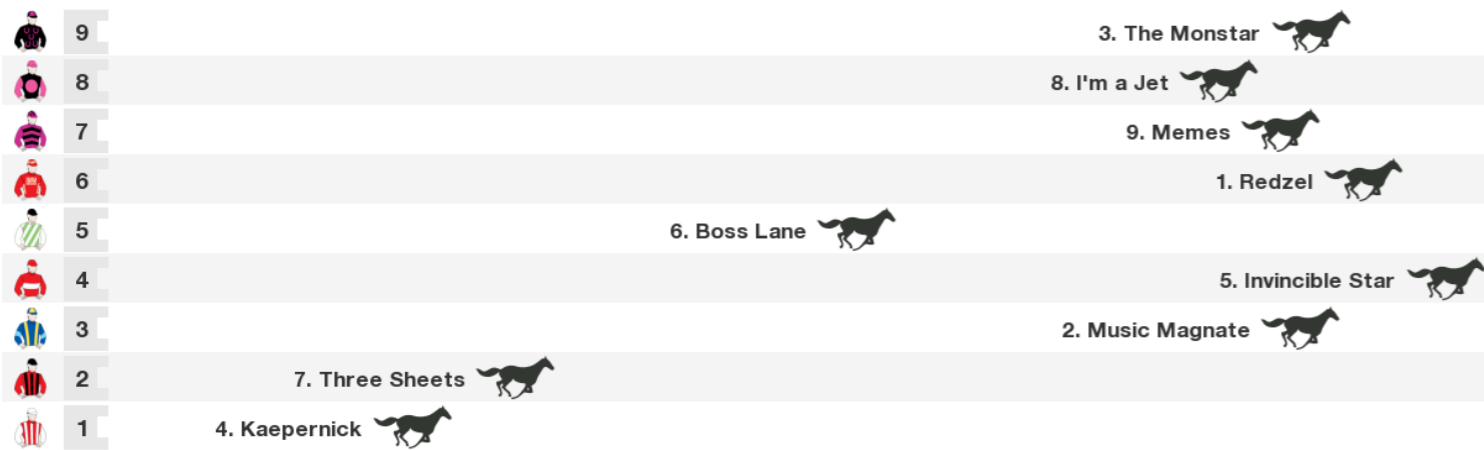 9 3. The Monstar
8 8. I'm a Jet
7 9. Memes
6 1. Redzel
5 6. Boss Lane
4 5. Invincible Star
3 2. Music Magnate
2 7. Three Sheets
1 4. Kaepernick